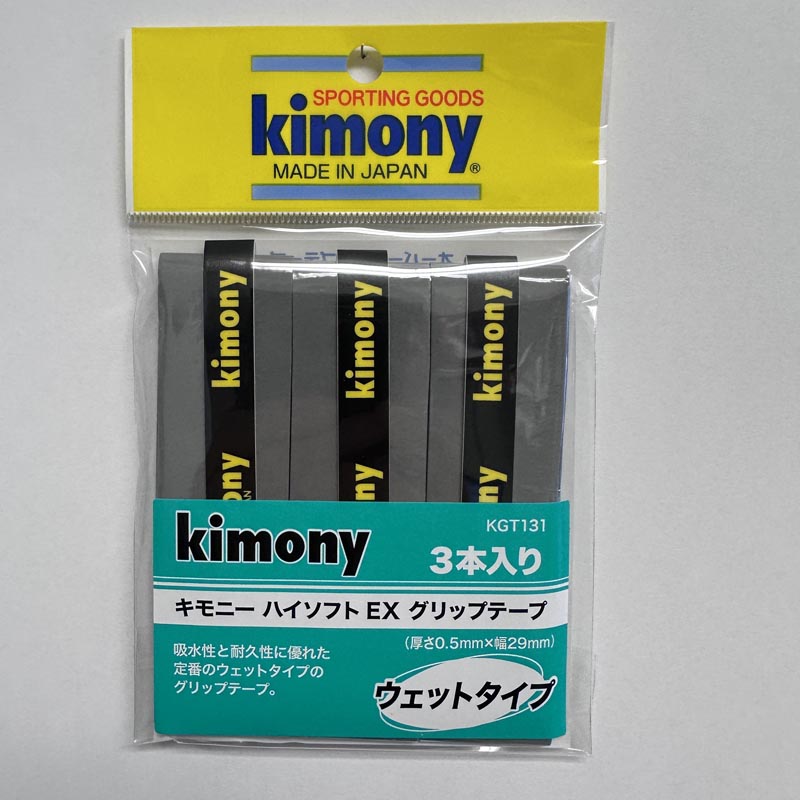 SPORTING GOODS
kimony
MADE IN JAPAN ®
kimony
kimony
kimony
kimony
KGT131
3本入り
キモニー ハイソフト EX グリップテープ
(厚さ0.5mm×幅29mm)
吸水性と耐久性に優れた
定番のウェットタイプの
グリップテープ。
ウェットタイプ